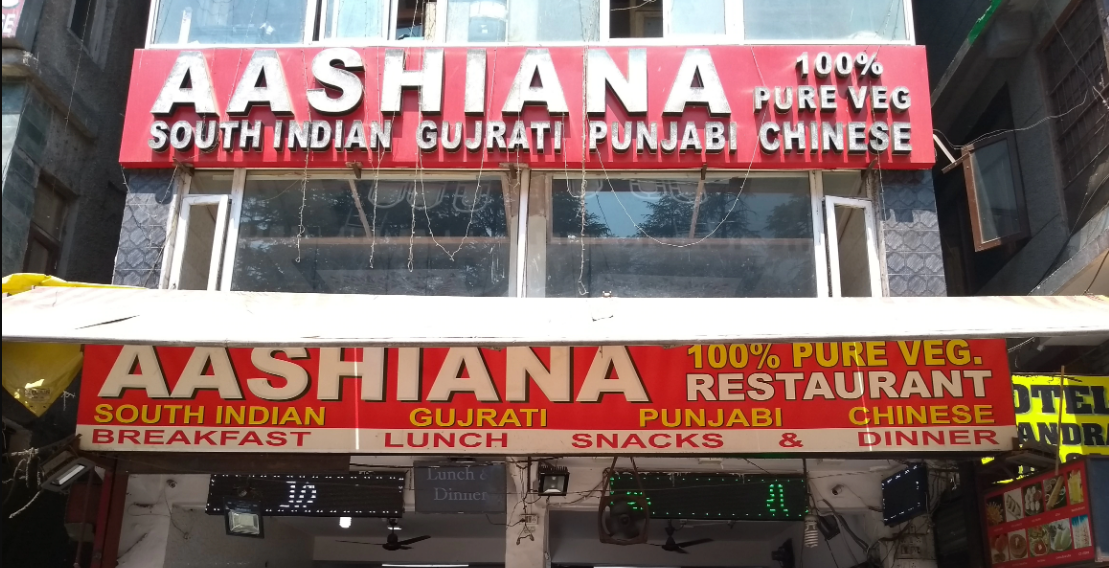 AASHIANA
100%
PURE VEG
SOUTH INDIAN GUJRATI PUNJABI CHINESE
AASHIANA
100% PURE VEG.
RESTAURANT
SOUTH INDIAN GUJRATI PUNJABI CHINESE
BREAKFAST LUNCH SNACKS & DINNER
Lunch &
Dinner